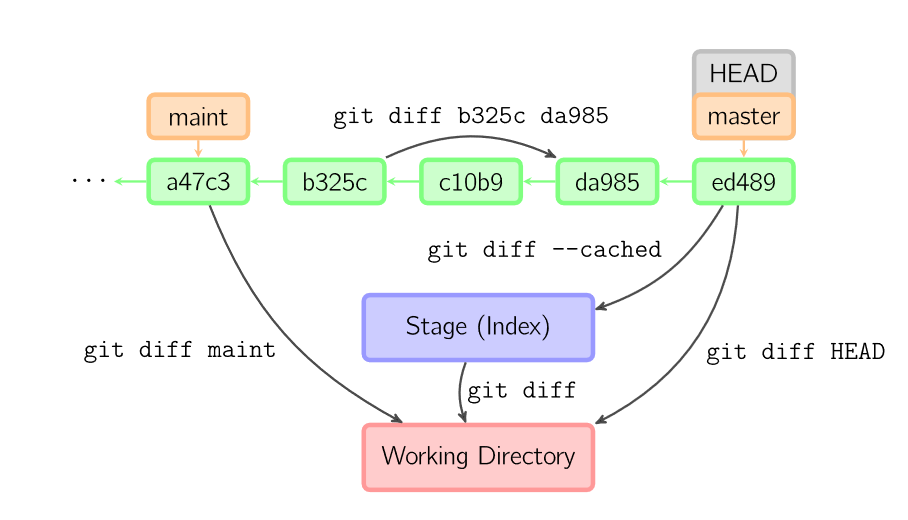 HEAD
maint
git diff b325c da985
master
··· a47c3 b325c c10b9 da985 ed489
git diff --cached
Stage (Index)
git diff maint
git diff HEAD
git diff
Working Directory